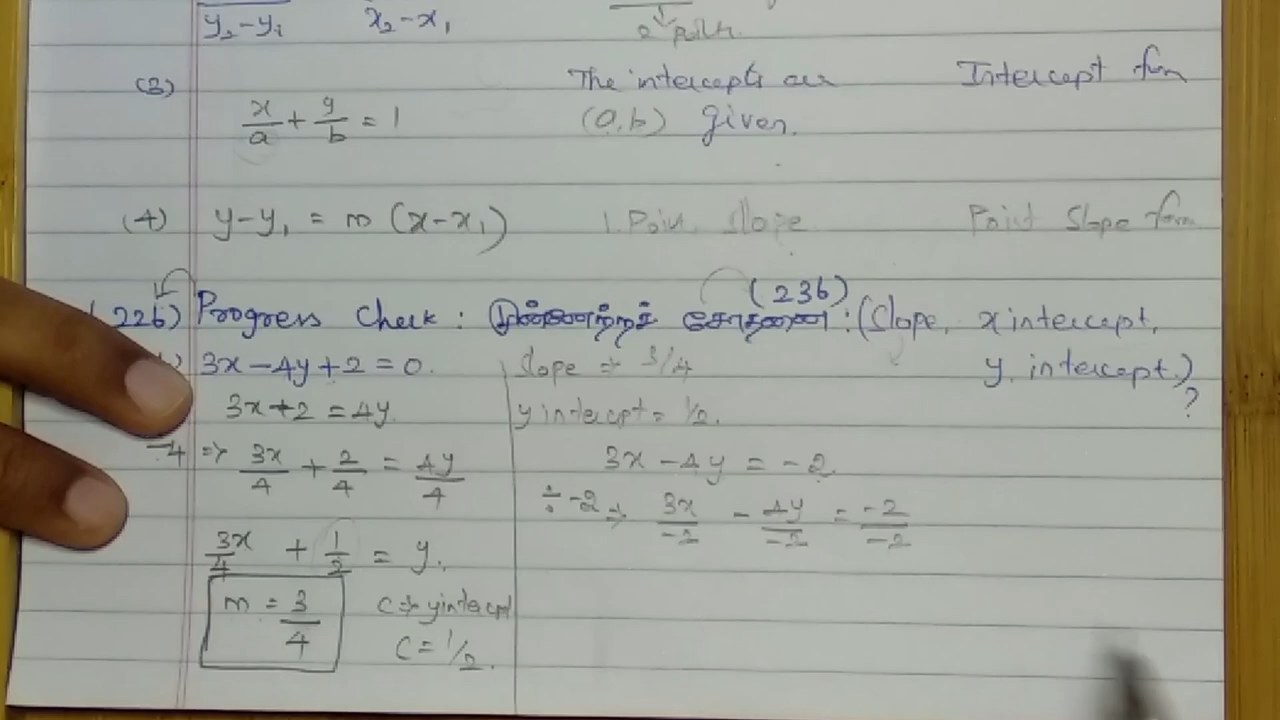 y₂-y₁ x₂-x₁
(3) The intercepts are Intercept form
x/a + y/b = 1 (a,b) given.
(4) y-y₁ = m (x-x₁) 1. Point, Slope Point Slope form
(236)
226) Progress Check : முன்னேற்றச் சோதனை : (Slope, x intercept,
3x-4y+2=0. Slope ⇒ 3/4 y. intercept.)
?
3x+2 = 4y. y intercept = 1/2.
÷4 ⇒ 3x/4 + 2/4 = 4y/4 3x-4y = -2
÷ -2 ⇒ 3x/-2 - 4y/-2 = -2/-2
3x/4 + 1/2 = y.
m = 3/4 c ⇒ y intercept
c = 1/2.